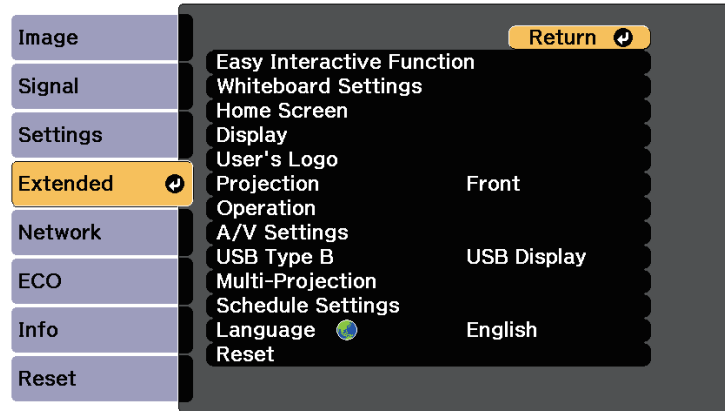 Image
Signal
Settings
Extended
Network
ECO
Info
Reset
Return
Easy Interactive Function
Whiteboard Settings
Home Screen
Display
User's Logo
Projection Front
Operation
A/V Settings
USB Type B USB Display
Multi-Projection
Schedule Settings
Language English
Reset